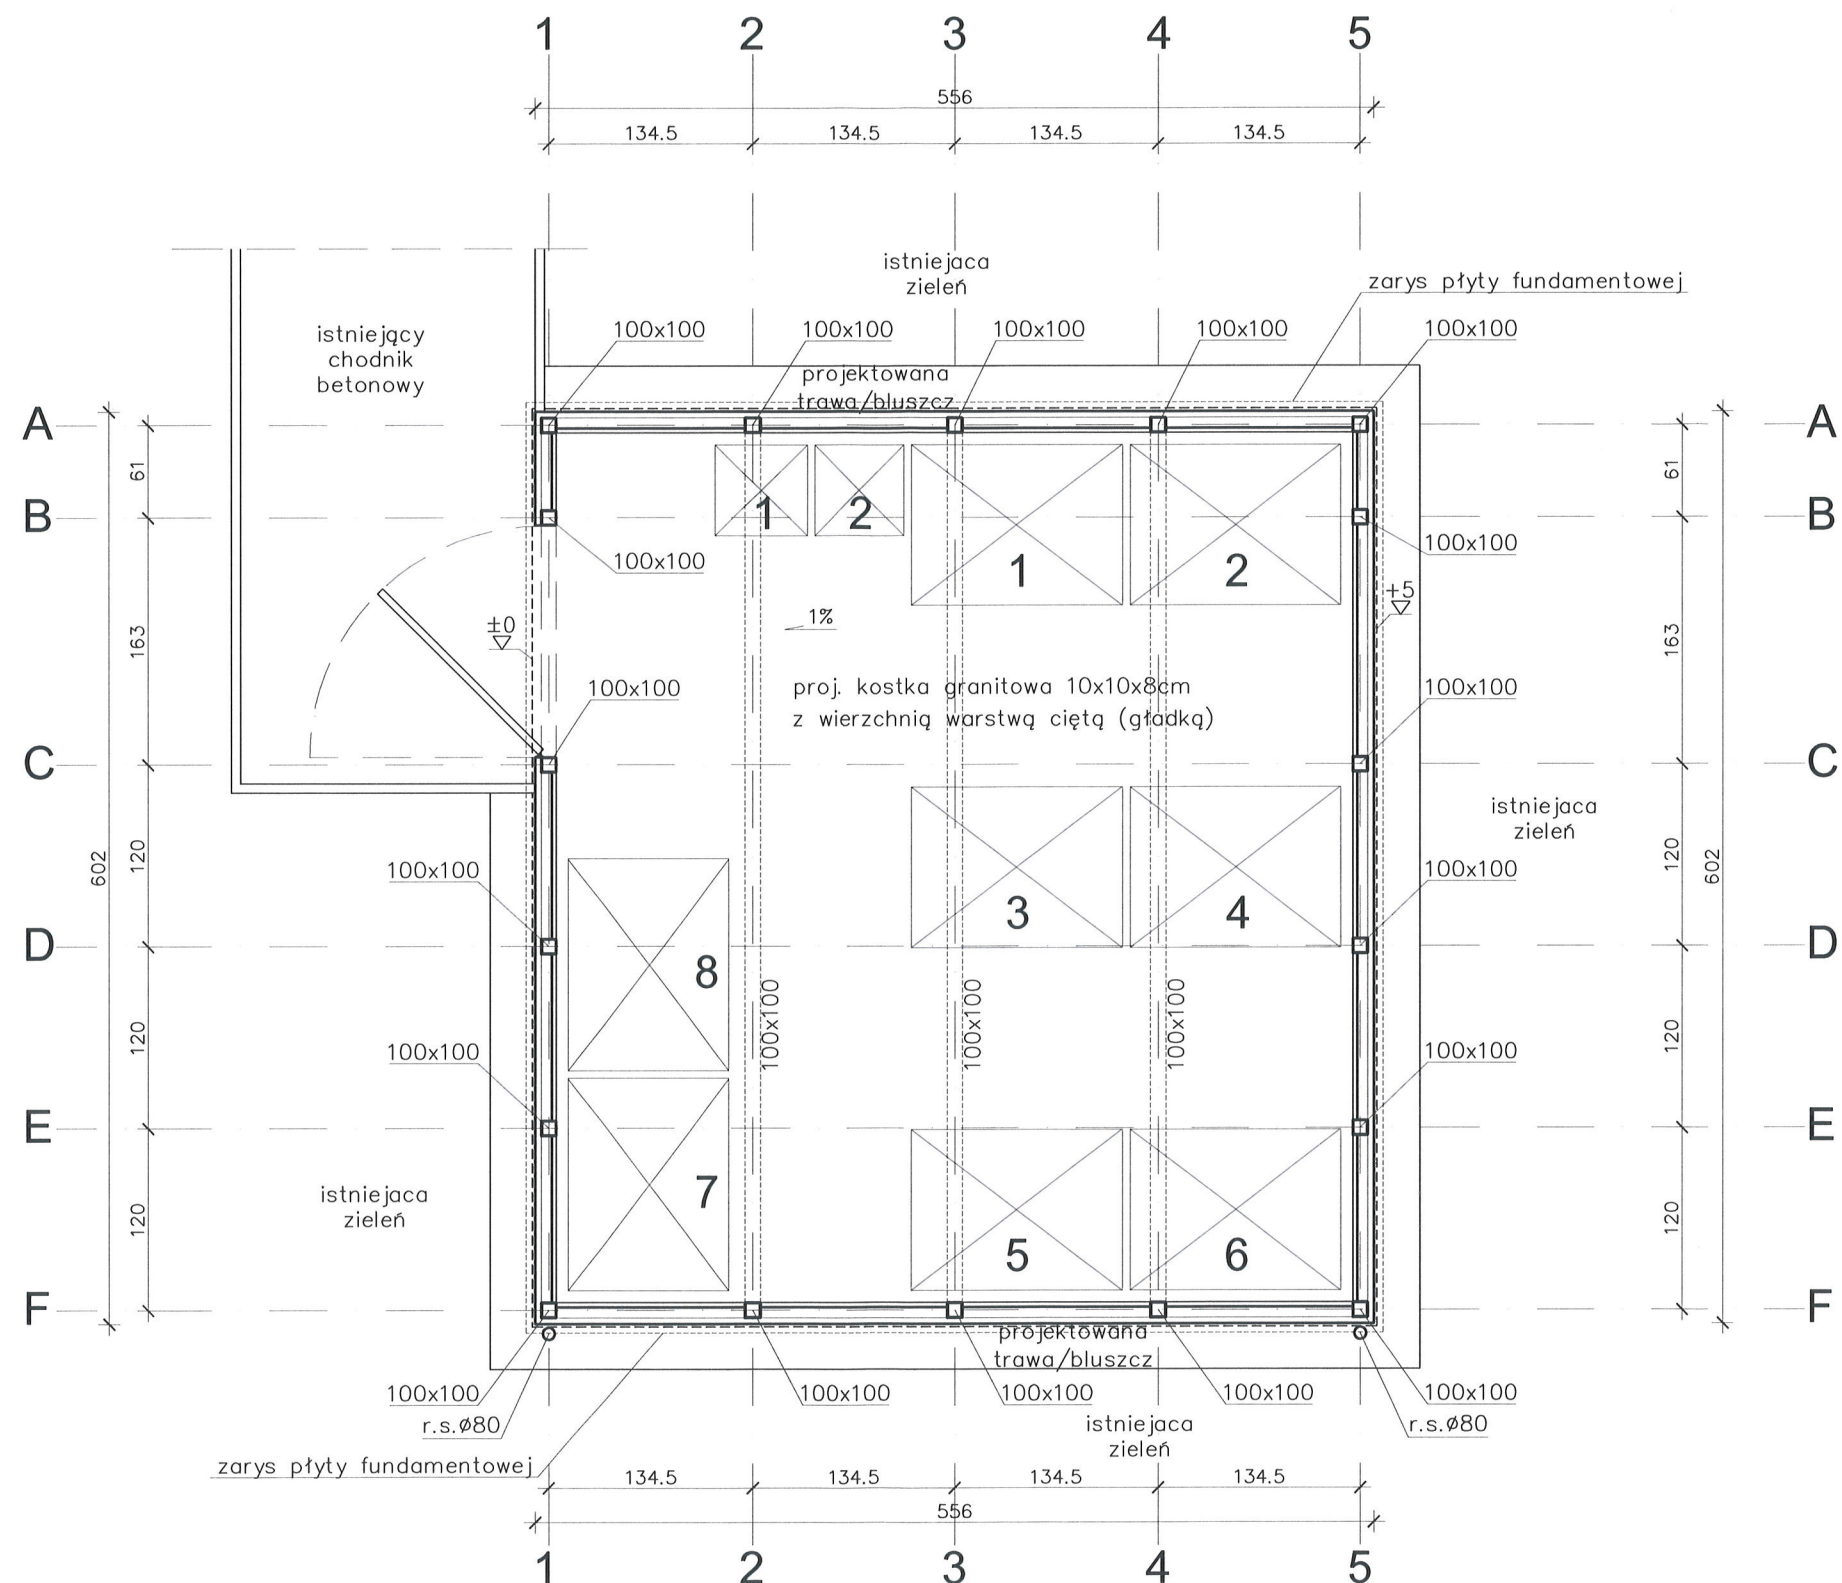 1 2 3 4 5
556
134.5 134.5 134.5 134.5
istniejaca
zieleń
zarys płyty fundamentowej
istniejący
chodnik
betonowy
100x100 100x100 100x100 100x100 100x100
projektowana
trawa/bluszcz
A A
61 61
1 2
B B
100x100 100x100
1 2
+5
±0
1%
163 163
100x100 100x100
proj. kostka granitowa 10x10x8cm
z wierzchnią warstwą ciętą (gładką)
C C
istniejaca
zieleń
602 120 120 602
100x100 100x100
3 4
D D
8
100x100 100x100 100x100
120 120
100x100 100x100
E E
istniejaca
zieleń
7
120 120
5 6
F F
projektowana
trawa/bluszcz
100x100 100x100 100x100 100x100 100x100
r.s.ø80 r.s.ø80
istniejaca
zieleń
zarys płyty fundamentowej
134.5 134.5 134.5 134.5
556
1 2 3 4 5